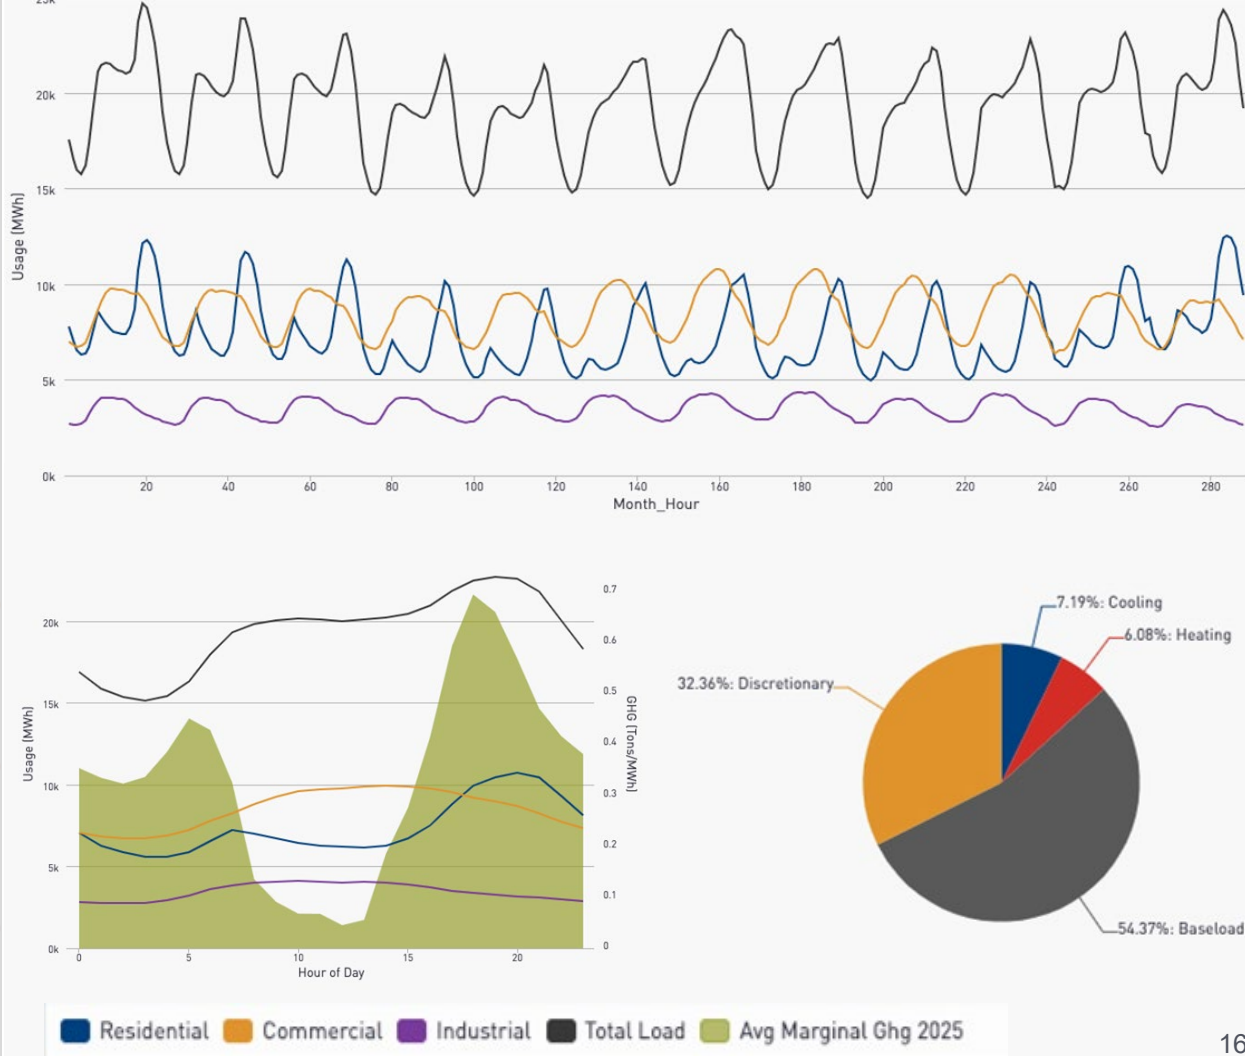 25k
20k
15k
10k
5k
0k
Usage (MWh)
20 40 60 80 100 120 140 160 180 200 220 240 260 280
Month_Hour
20k
15k
10k
5k
0k
Usage (MWh)
0.7
0.6
0.5
0.4
0.3
0.2
0.1
0
GHG (Tons/MWh)
0 5 10 15 20
Hour of Day
7.19%: Cooling
6.08%: Heating
32.36%: Discretionary
54.37%: Baseload
Residential Commercial Industrial Total Load Avg Marginal Ghg 2025
16